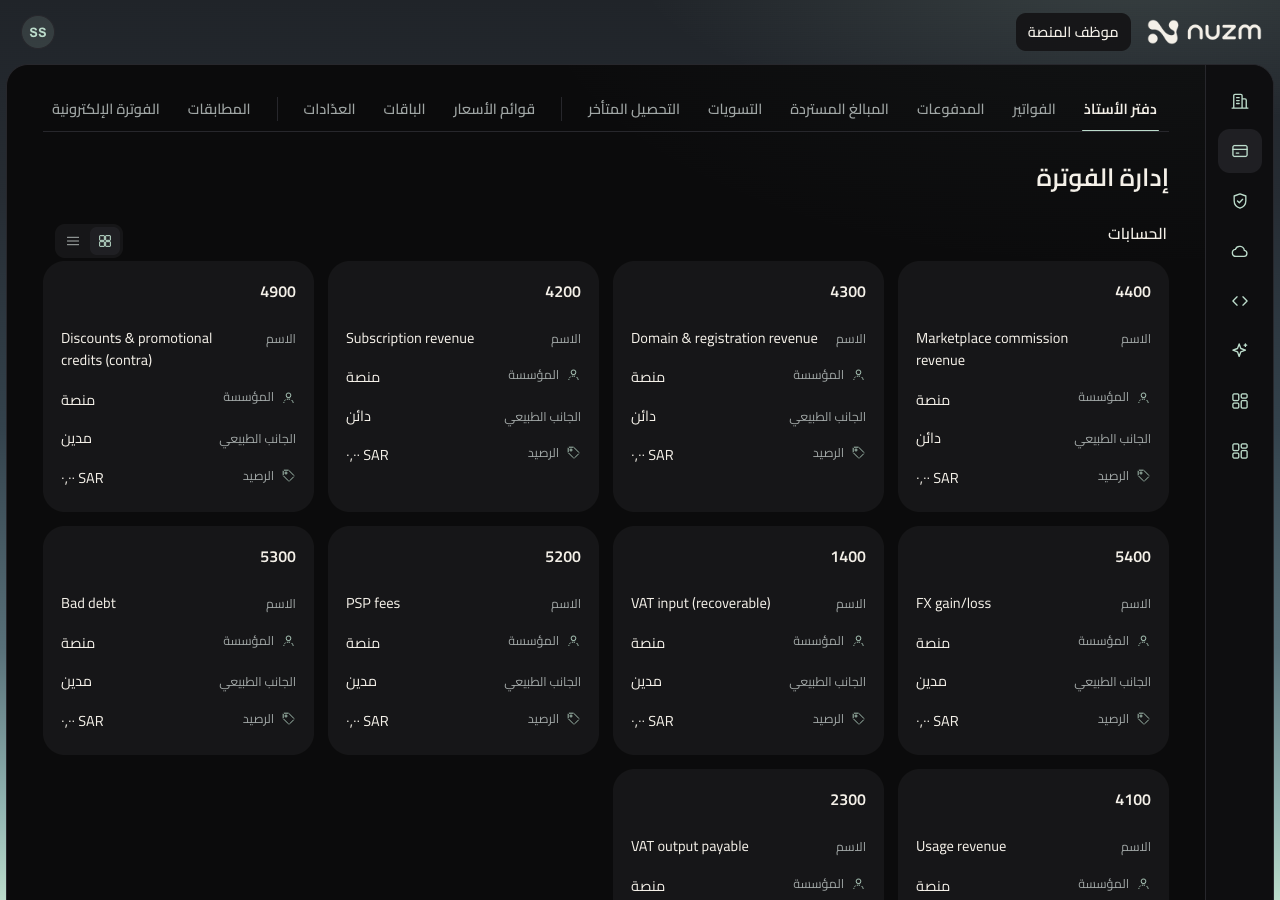 nuzm
موظف المنصة
SS
دفتر الأستاذ
الفواتير
المدفوعات
المبالغ المستردة
التسويات
التحصيل المتأخر
قوائم الأسعار
الباقات
العدّادات
المطابقات
الفوترة الإلكترونية
إدارة الفوترة
الحسابات
4400
الاسم Marketplace commission
revenue
المؤسسة منصة
الجانب الطبيعي دائن
الرصيد ٠,٠٠ SAR
4300
الاسم Domain & registration revenue
المؤسسة منصة
الجانب الطبيعي دائن
الرصيد ٠,٠٠ SAR
4200
الاسم Subscription revenue
المؤسسة منصة
الجانب الطبيعي دائن
الرصيد ٠,٠٠ SAR
4900
الاسم Discounts & promotional
credits (contra)
المؤسسة منصة
الجانب الطبيعي مدين
الرصيد ٠,٠٠ SAR
5400
الاسم FX gain/loss
المؤسسة منصة
الجانب الطبيعي مدين
الرصيد ٠,٠٠ SAR
1400
الاسم VAT input (recoverable)
المؤسسة منصة
الجانب الطبيعي مدين
الرصيد ٠,٠٠ SAR
5200
الاسم PSP fees
المؤسسة منصة
الجانب الطبيعي مدين
الرصيد ٠,٠٠ SAR
5300
الاسم Bad debt
المؤسسة منصة
الجانب الطبيعي مدين
الرصيد ٠,٠٠ SAR
4100
الاسم Usage revenue
المؤسسة منصة
2300
الاسم VAT output payable
المؤسسة منصة